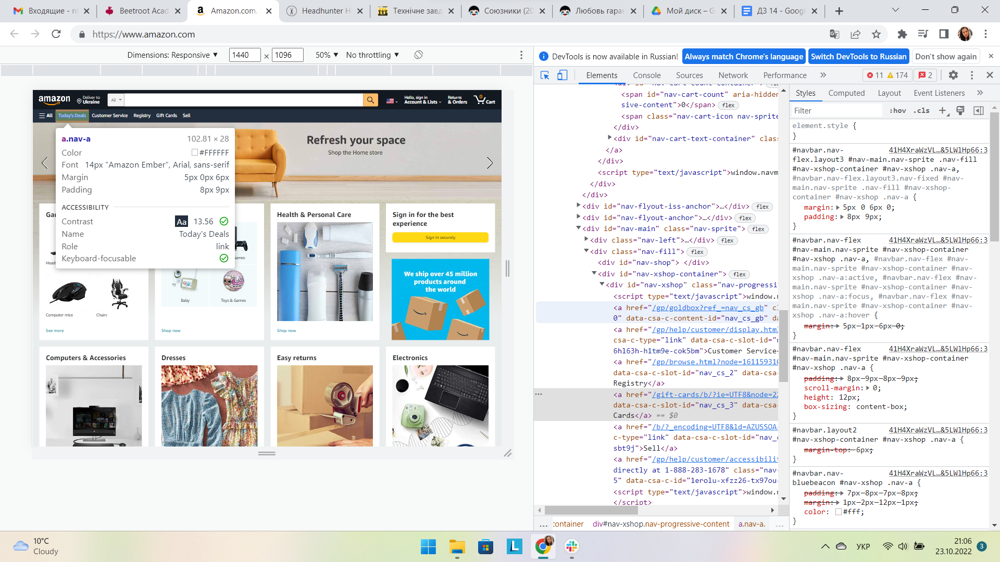 Входящие - ni
Beetroot Acad
Amazon.com.
Headhunter H
Технічне завд
Союзники (20
Любовь гаран
Мой диск – G
ДЗ 14 - Googl
https://www.amazon.com
Dimensions: Responsive ▼ 1440 × 1096 50% ▼ No throttling ▼
DevTools is now available in Russian! Always match Chrome's language Switch DevTools to Russian Don't show again
Elements Console Sources Network Performance » 11 174 2
amazon
Deliver to
Ukraine
All
Hello, sign in
Account & Lists
Returns
& Orders
0
Cart
All Today's Deals Customer Service Registry Gift Cards Sell
Refresh your space
Shop the Home store
a.nav-a 102.81 × 28
Color #FFFFFF
Font 14px "Amazon Ember", Arial, sans-serif
Margin 5px 0px 6px
Padding 8px 9px
ACCESSIBILITY
Contrast Aa 13.56
Name Today's Deals
Role link
Keyboard-focusable
Computer mice
Chairs
See more
Baby
Toys & Games
Shop now
Health & Personal Care
Shop now
Sign in for the best
experience
Sign in securely
We ship over 45 million
products around
the world
Computers & Accessories
Dresses
Easy returns
Electronics
<span id="nav-cart-count" aria-hidden
sive-content">0</span> flex
<span class="nav-cart-icon nav-sprite
</div>
<div id="nav-cart-text-container" clas
</a>
</div>
<script type="text/javascript">window.navm
</div>
</div>
<div id="nav-flyout-iss-anchor">…</div> flex
<div id="nav-flyout-anchor">…</div> flex
<div id="nav-main" class="nav-sprite"> flex
<div class="nav-left">…</div> flex
<div class="nav-fill"> flex
<div id="nav-shop"> </div>
<div id="nav-xshop-container"> flex
<div id="nav-xshop" class="nav-progressi
<script type="text/javascript">window.n
<a href="/gp/goldbox?ref_=nav_cs_gb" cl
0" data-csa-c-content-id="nav_cs_gb" da
<a href="/gp/help/customer/display.html
csa-c-type="link" data-csa-c-slot-id="n
6hl63h-h1tm9e-cok5bm">Customer Service<
<a href="/gp/browse.html?node=161159310
data-csa-c-slot-id="nav_cs_2" data-csa-
Registry</a>
<a href="/gift-cards/b/?ie=UTF8&node=22
data-csa-c-slot-id="nav_cs_3" data-csa-
Cards</a> == $0
<a href="/b/?_encoding=UTF8&ld=AZUSSOA-
c-type="link" data-csa-c-slot-id="nav_c
sbt9j">Sell</a>
<a href="/gp/help/customer/accessibilit
directly at 1-888-283-1678" class="nav-
5" data-csa-c-id="1erolu-xfzz26-tx97ou-
<script type="text/javascript">window.n
</script>
... container div#nav-xshop.nav-progressive-content a.nav-a. ...
Styles Computed Layout Event Listeners »
Filter :hov .cls
element.style {
}
#navbar.nav- 41H4XraWzVL…&5LWlHp66:3
flex.layout3 #nav-main.nav-sprite .nav-fill
#nav-xshop-container #nav-xshop .nav-a,
#navbar.nav-flex.layout3.nav-fixed #nav-
main.nav-sprite .nav-fill #nav-xshop-
container #nav-xshop .nav-a {
margin: 5px 0 6px 0;
padding: 8px 9px;
}
#navbar.nav-flex 41H4XraWzVL…&5LWlHp66:3
#nav-main.nav-sprite #nav-xshop-container
#nav-xshop .nav-a, #navbar.nav-flex #nav-
main.nav-sprite #nav-xshop-container #nav-
xshop .nav-a:active, #navbar.nav-flex #nav-
main.nav-sprite #nav-xshop-container #nav-
xshop .nav-a:focus, #navbar.nav-flex #nav-
main.nav-sprite #nav-xshop-container #nav-
xshop .nav-a:hover {
margin: 5px 1px 6px 0;
}
#navbar.nav-flex 41H4XraWzVL…&5LWlHp66:3
#nav-main.nav-sprite #nav-xshop-container
#nav-xshop .nav-a {
padding: 8px 9px 8px 9px;
scroll-margin: 0;
height: 12px;
box-sizing: content-box;
}
#navbar.layout2 41H4XraWzVL…&5LWlHp66:3
#nav-xshop-container #nav-xshop .nav-a {
margin-top: 6px;
}
#navbar.nav- 41H4XraWzVL…&5LWlHp66:3
bluebeacon #nav-xshop .nav-a {
padding: 7px 8px 7px 8px;
margin: 1px 2px 12px 1px;
color: #fff;
}
10°C
Cloudy
УКР
21:06
23.10.2022
3